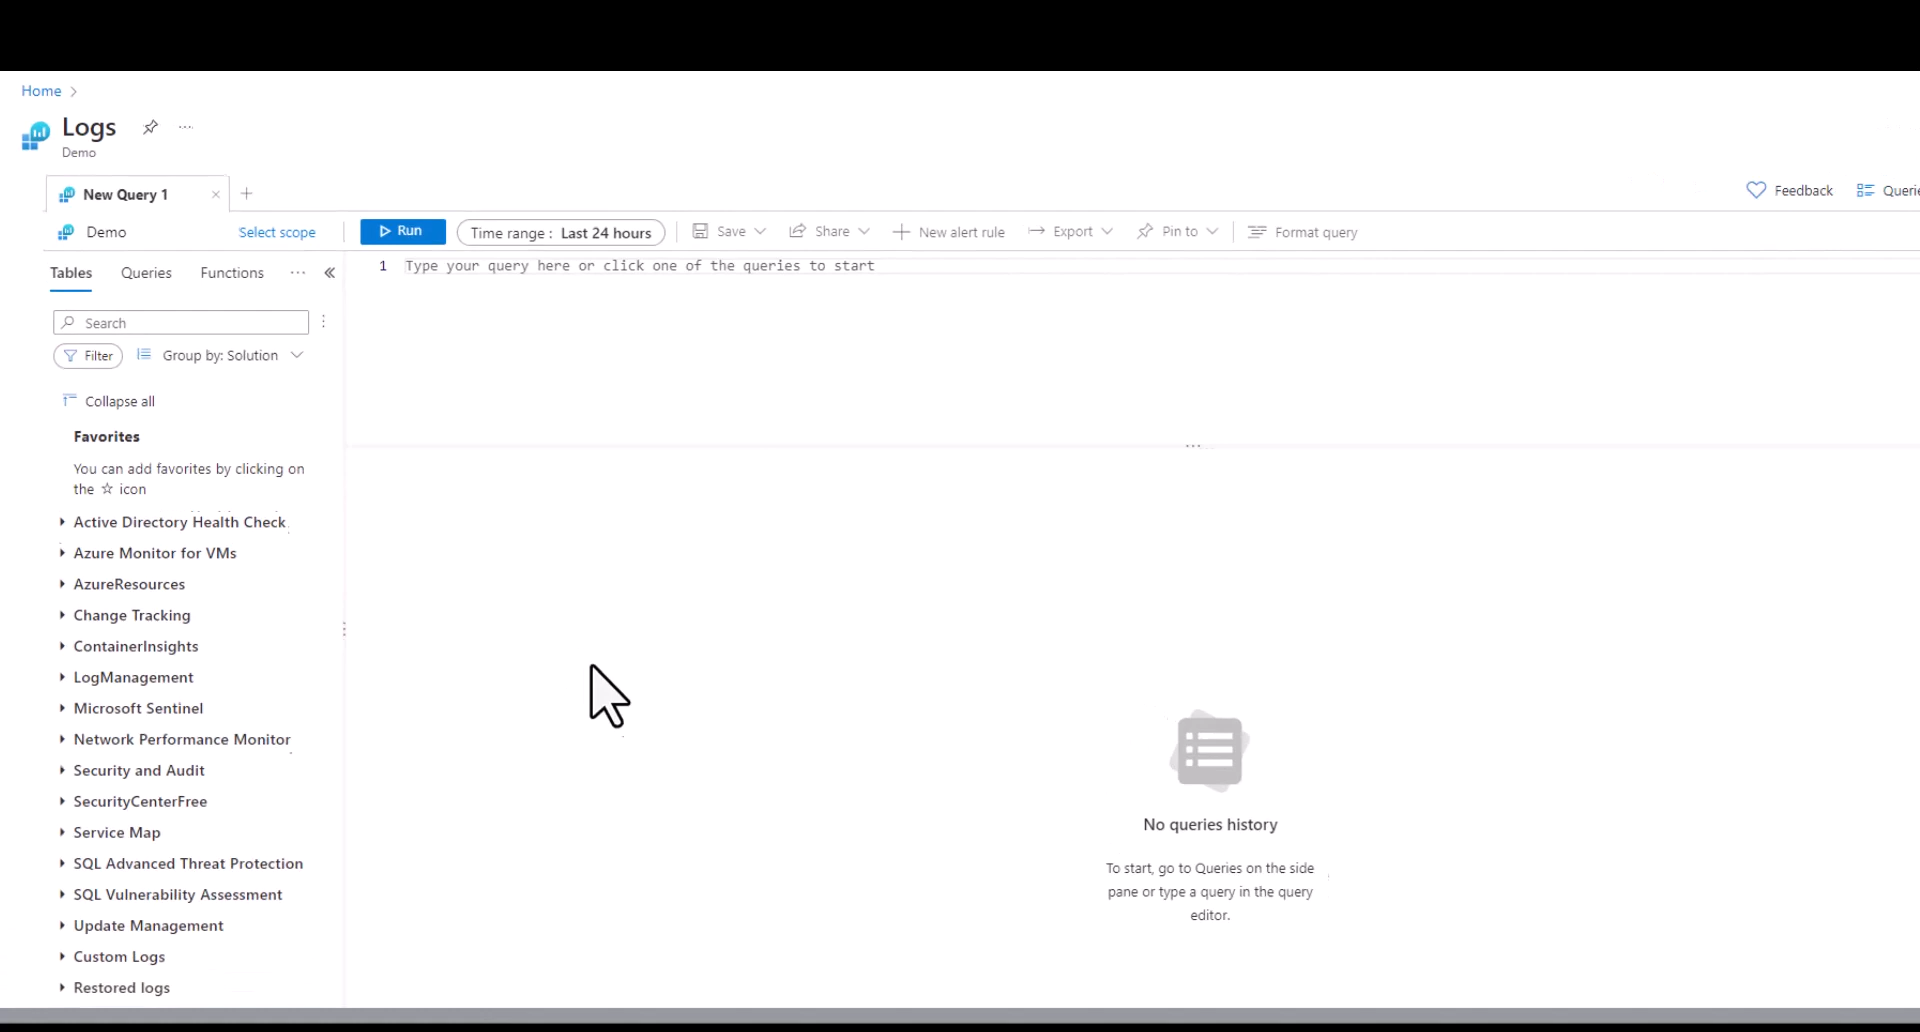 Home
Logs
Demo
New Query 1
Feedback
Demo
Select scope
Run
Time range : Last 24 hours
Save
Share
New alert rule
Export
Pin to
Format query
Tables
Queries
Functions
1 Type your query here or click one of the queries to start
Search
Filter
Group by: Solution
Collapse all
Favorites
You can add favorites by clicking on
the ☆ icon
Active Directory Health Check
Azure Monitor for VMs
AzureResources
Change Tracking
ContainerInsights
LogManagement
Microsoft Sentinel
Network Performance Monitor
Security and Audit
SecurityCenterFree
Service Map
SQL Advanced Threat Protection
SQL Vulnerability Assessment
Update Management
Custom Logs
Restored logs
No queries history
To start, go to Queries on the side
pane or type a query in the query
editor.